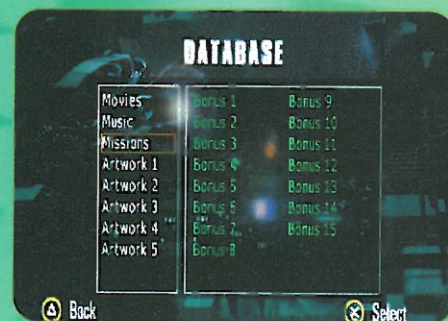 DATABASE
Movies
Music
Missions
Artwork 1
Artwork 2
Artwork 3
Artwork 4
Artwork 5
Bonus 1
Bonus 2
Bonus 3
Bonus 4
Bonus 5
Bonus 6
Bonus 7
Bonus 8
Bonus 9
Bonus 10
Bonus 11
Bonus 12
Bonus 13
Bonus 14
Bonus 15
Back
Select